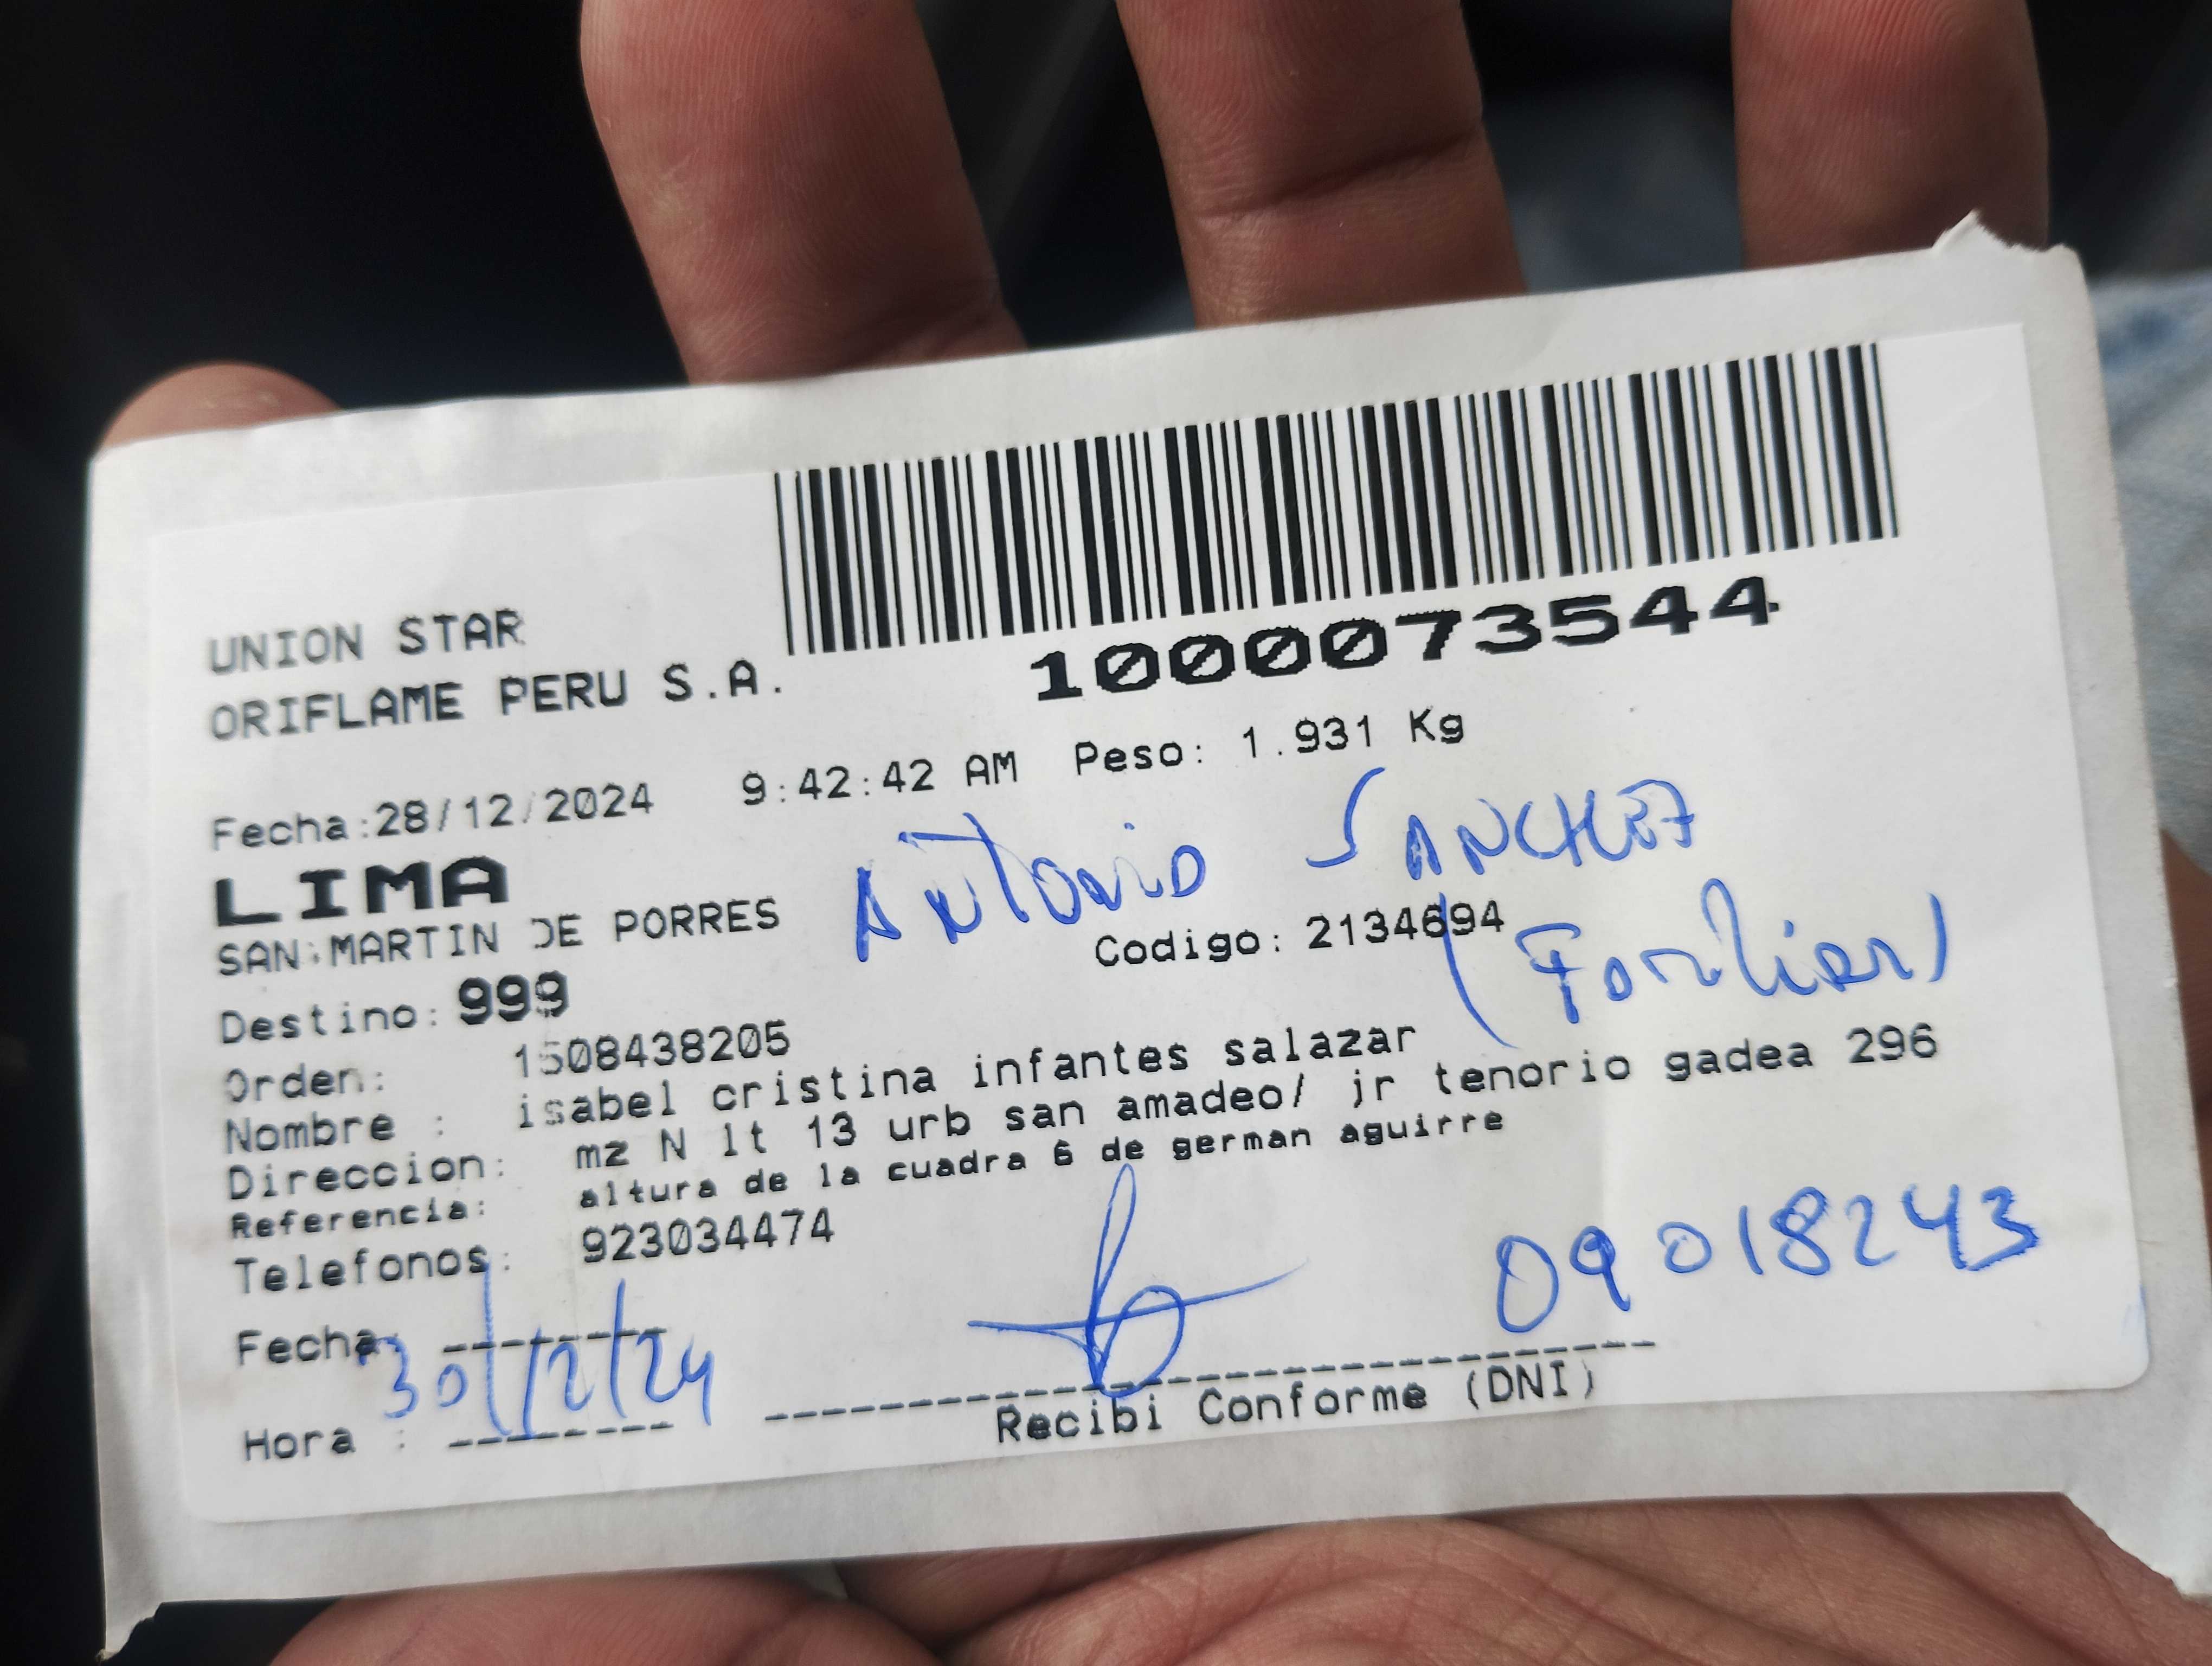 1000073544
UNION STAR
ORIFLAME PERU S.A.
Fecha:28/12/2024 9:42:42 AM Peso: 1.931 Kg
LIMA
ANTONIO SANCHEZ
SAN MARTIN DE PORRES
Codigo: 2134694
(Familiar)
Destino: 999
Orden: 1508438205
Nombre : isabel cristina infantes salazar
Direccion: mz N lt 13 urb san amadeo/ jr tenorio gadea 296
Referencia: altura de la cuadra 6 de german aguirre
Telefonos: 923034474
09018243
Fecha: 30/12/24
Hora :
Recibi Conforme (DNI)